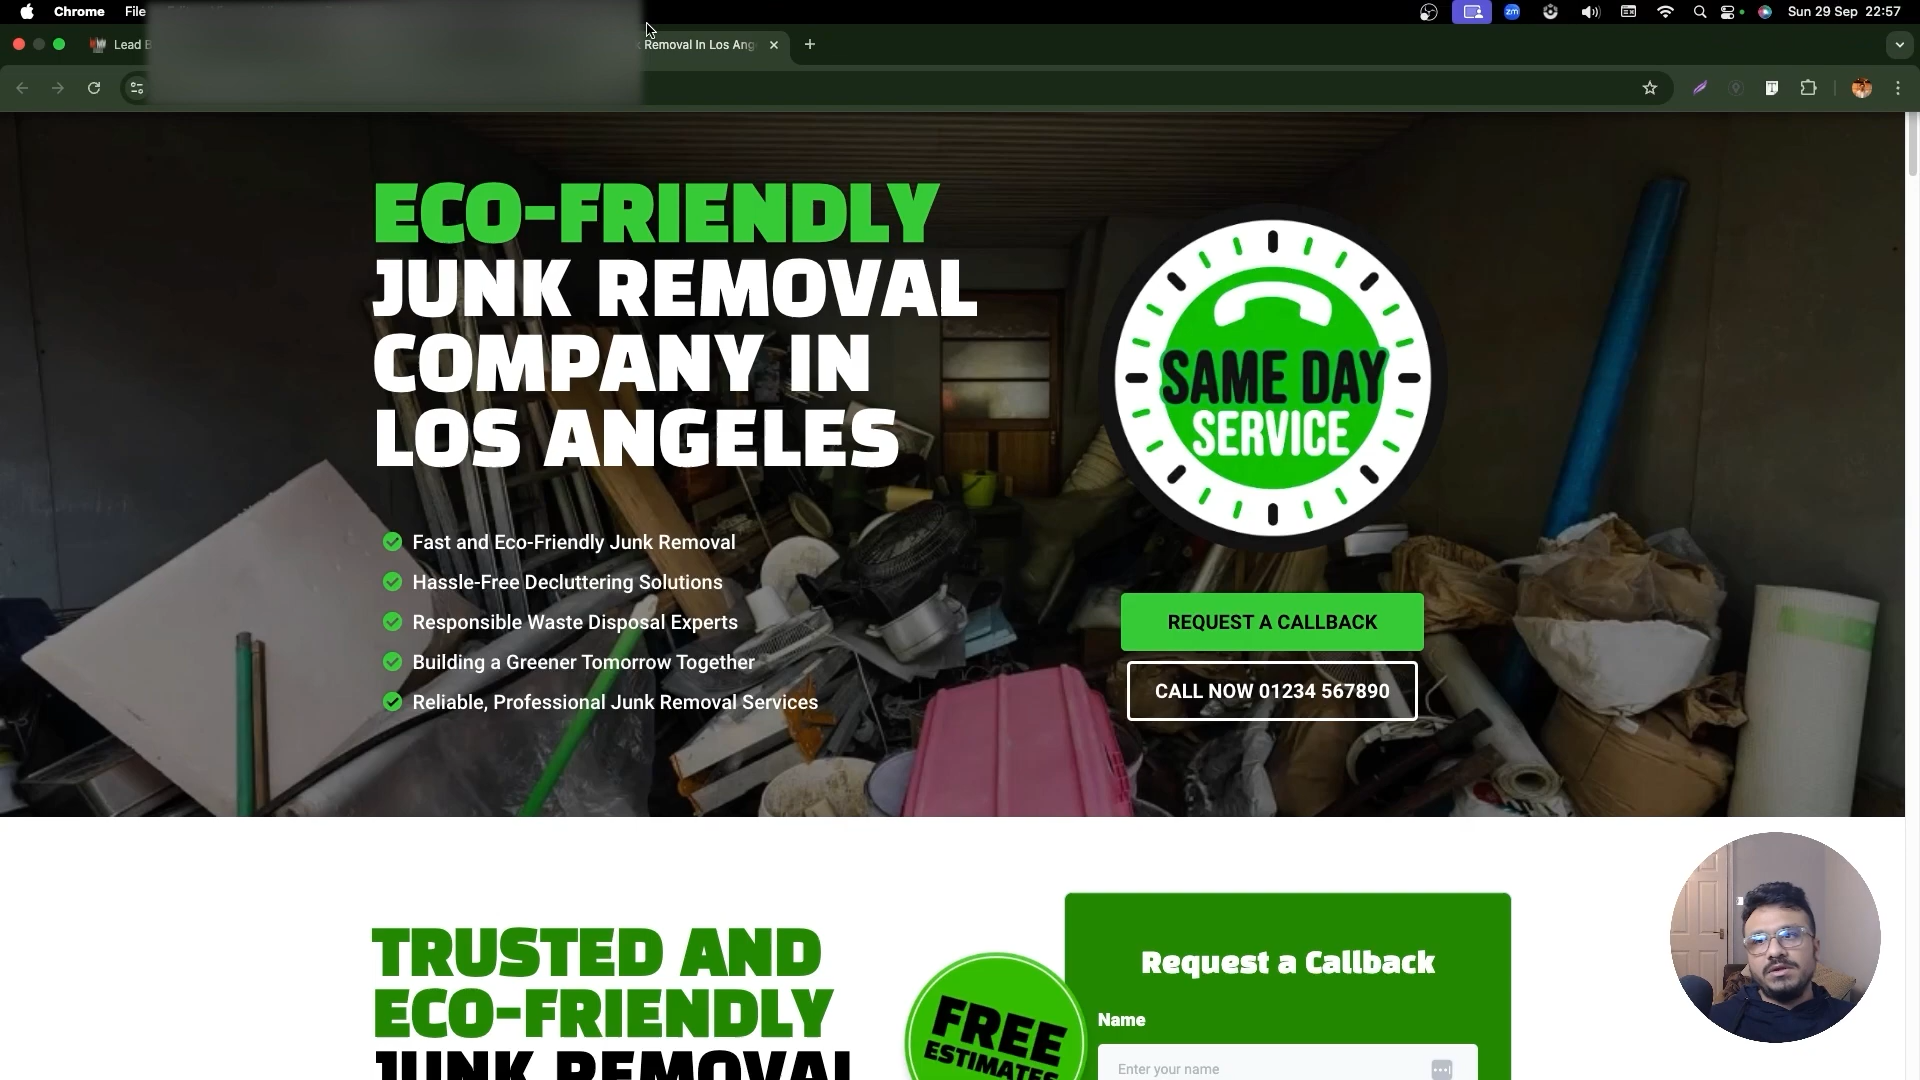 Chrome File
Sun 29 Sep 22:57
Lead B
Removal In Los Ang
ECO-FRIENDLY
JUNK REMOVAL
COMPANY IN
LOS ANGELES
Fast and Eco-Friendly Junk Removal
Hassle-Free Decluttering Solutions
Responsible Waste Disposal Experts
Building a Greener Tomorrow Together
Reliable, Professional Junk Removal Services
SAME DAY
SERVICE
REQUEST A CALLBACK
CALL NOW 01234 567890
TRUSTED AND
ECO-FRIENDLY
JUNK REMOVAL
FREE
ESTIMATES
Request a Callback
Name
Enter your name